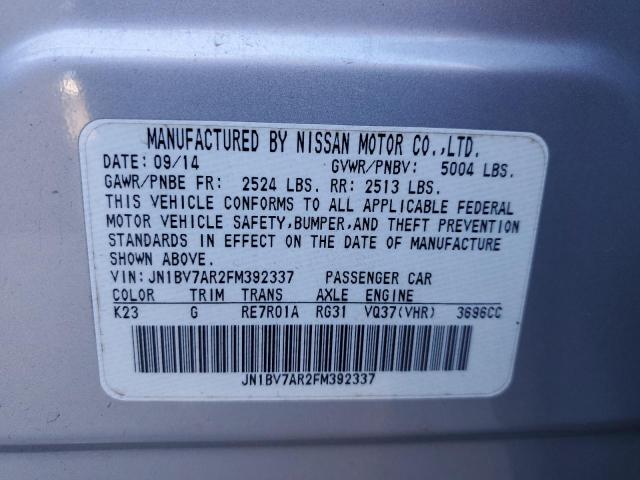 MANUFACTURED BY NISSAN MOTOR CO.,LTD.
DATE: 09/14 GVWR/PNBV: 5004 LBS.
GAWR/PNBE FR: 2524 LBS. RR: 2513 LBS.
THIS VEHICLE CONFORMS TO ALL APPLICABLE FEDERAL
MOTOR VEHICLE SAFETY,BUMPER,AND THEFT PREVENTION
STANDARDS IN EFFECT ON THE DATE OF MANUFACTURE
SHOWN ABOVE.
VIN:JN1BV7AR2FM392337 PASSENGER CAR
COLOR TRIM TRANS AXLE ENGINE
K23 G RE7R01A RG31 VQ37(VHR) 3696CC
JN1BV7AR2FM392337